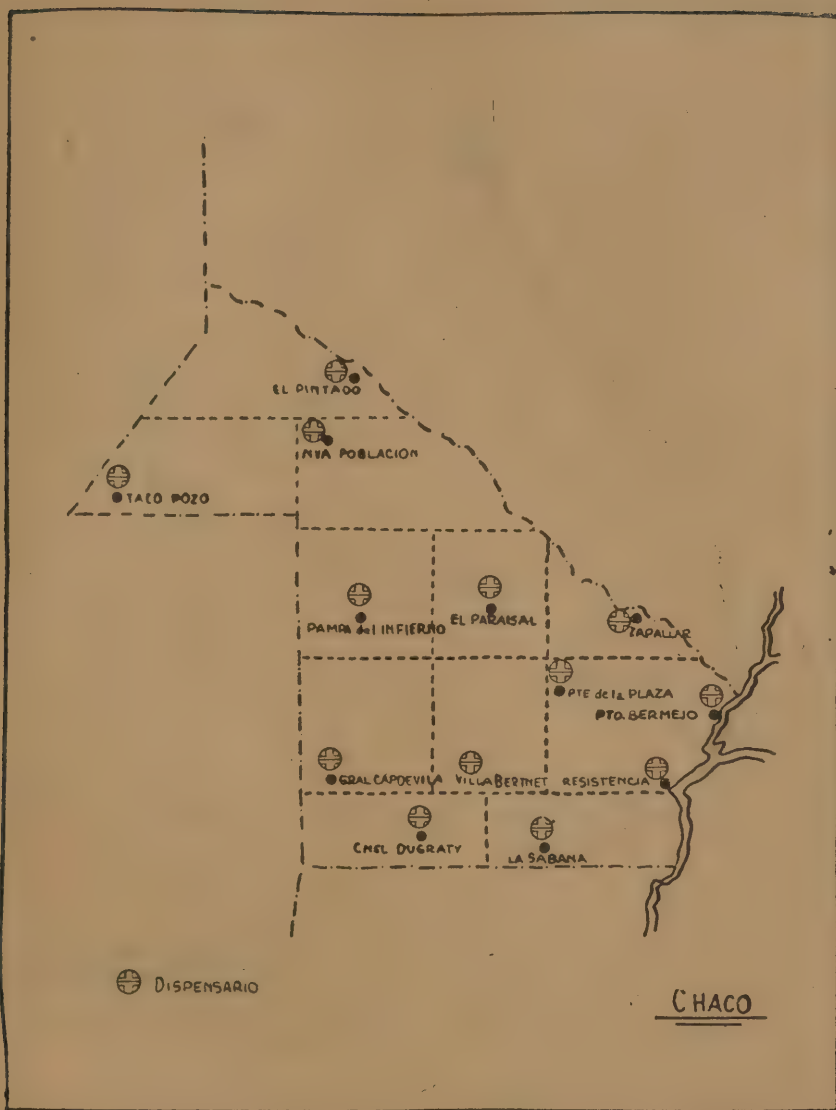 EL PINTADO
NVA POBLACION
TACO POZO
PAMPA del INFIERNO
EL PARAISAL
ZAPALLAR
PTE de la PLAZA
PTO. BERMEJO
GRAL CAPDEVILA
VILLA BERTHET
RESISTENCIA
CNEL DUGRATY
LA SABANA
DISPENSARIO
CHACO